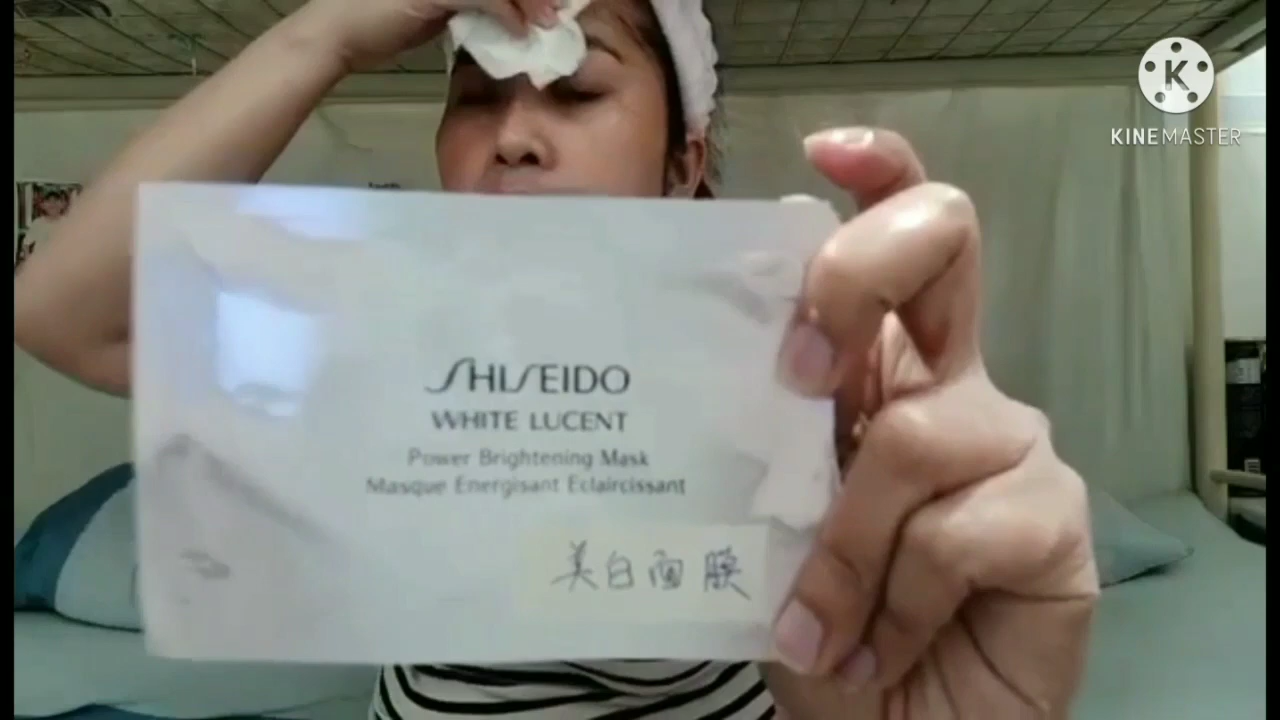 KINEMASTER
SHISEIDO
WHITE LUCENT
Power Brightening Mask
Masque Energisant Eclaircissant
美白面膜